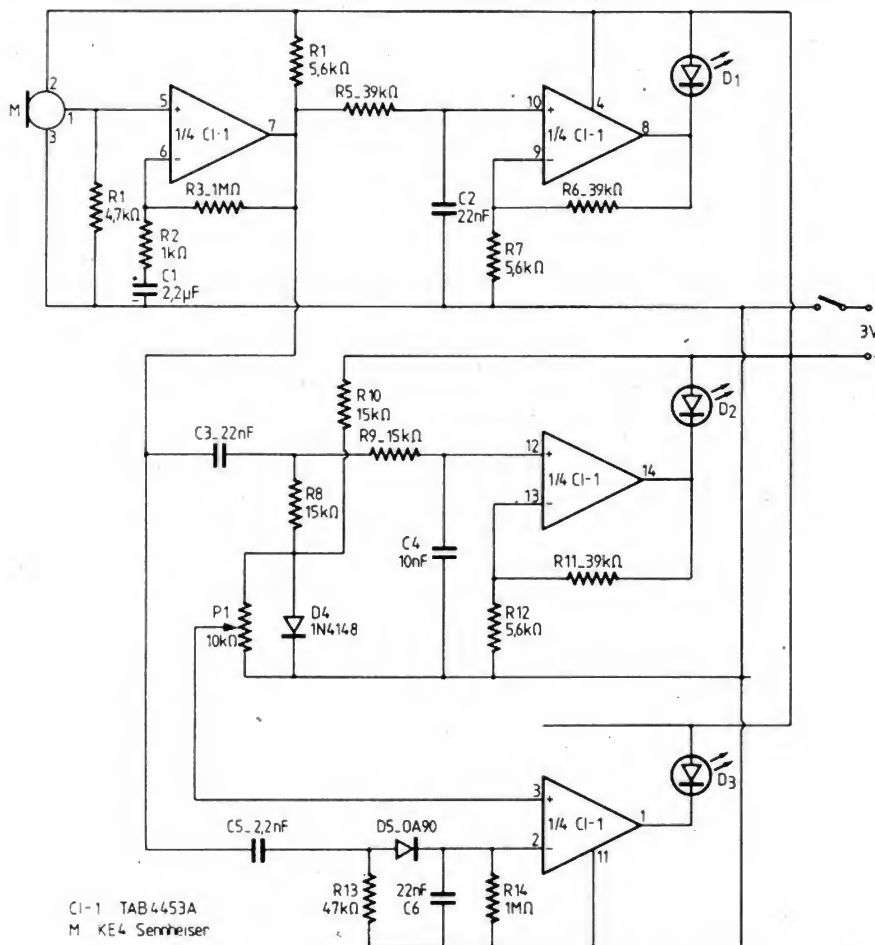 R1
5,6kΩ
2
M
1
3
5
+
1/4 CI-1
7
6
−
R5_39kΩ
10
+
4
1/4 CI-1
8
9
−
D1
R3_1MΩ
R1
4,7kΩ
R2
1kΩ
+
C1
−
2,2µF
C2
22nF
R6_39kΩ
R7
5,6kΩ
3V
R10
15kΩ
C3_22nF
R9_15kΩ
12
+
1/4 CI-1
14
13
−
D2
R8
15kΩ
C4
10nF
R11_39kΩ
P1
10kΩ
D4
1N4148
R12
5,6kΩ
3
+
1/4 CI-1
1
2
−
11
D3
C5_2,2nF
D5_OA90
R13
47kΩ
22nF
C6
R14
1MΩ
CI-1 TAB4453A
M KE4 Sennheiser